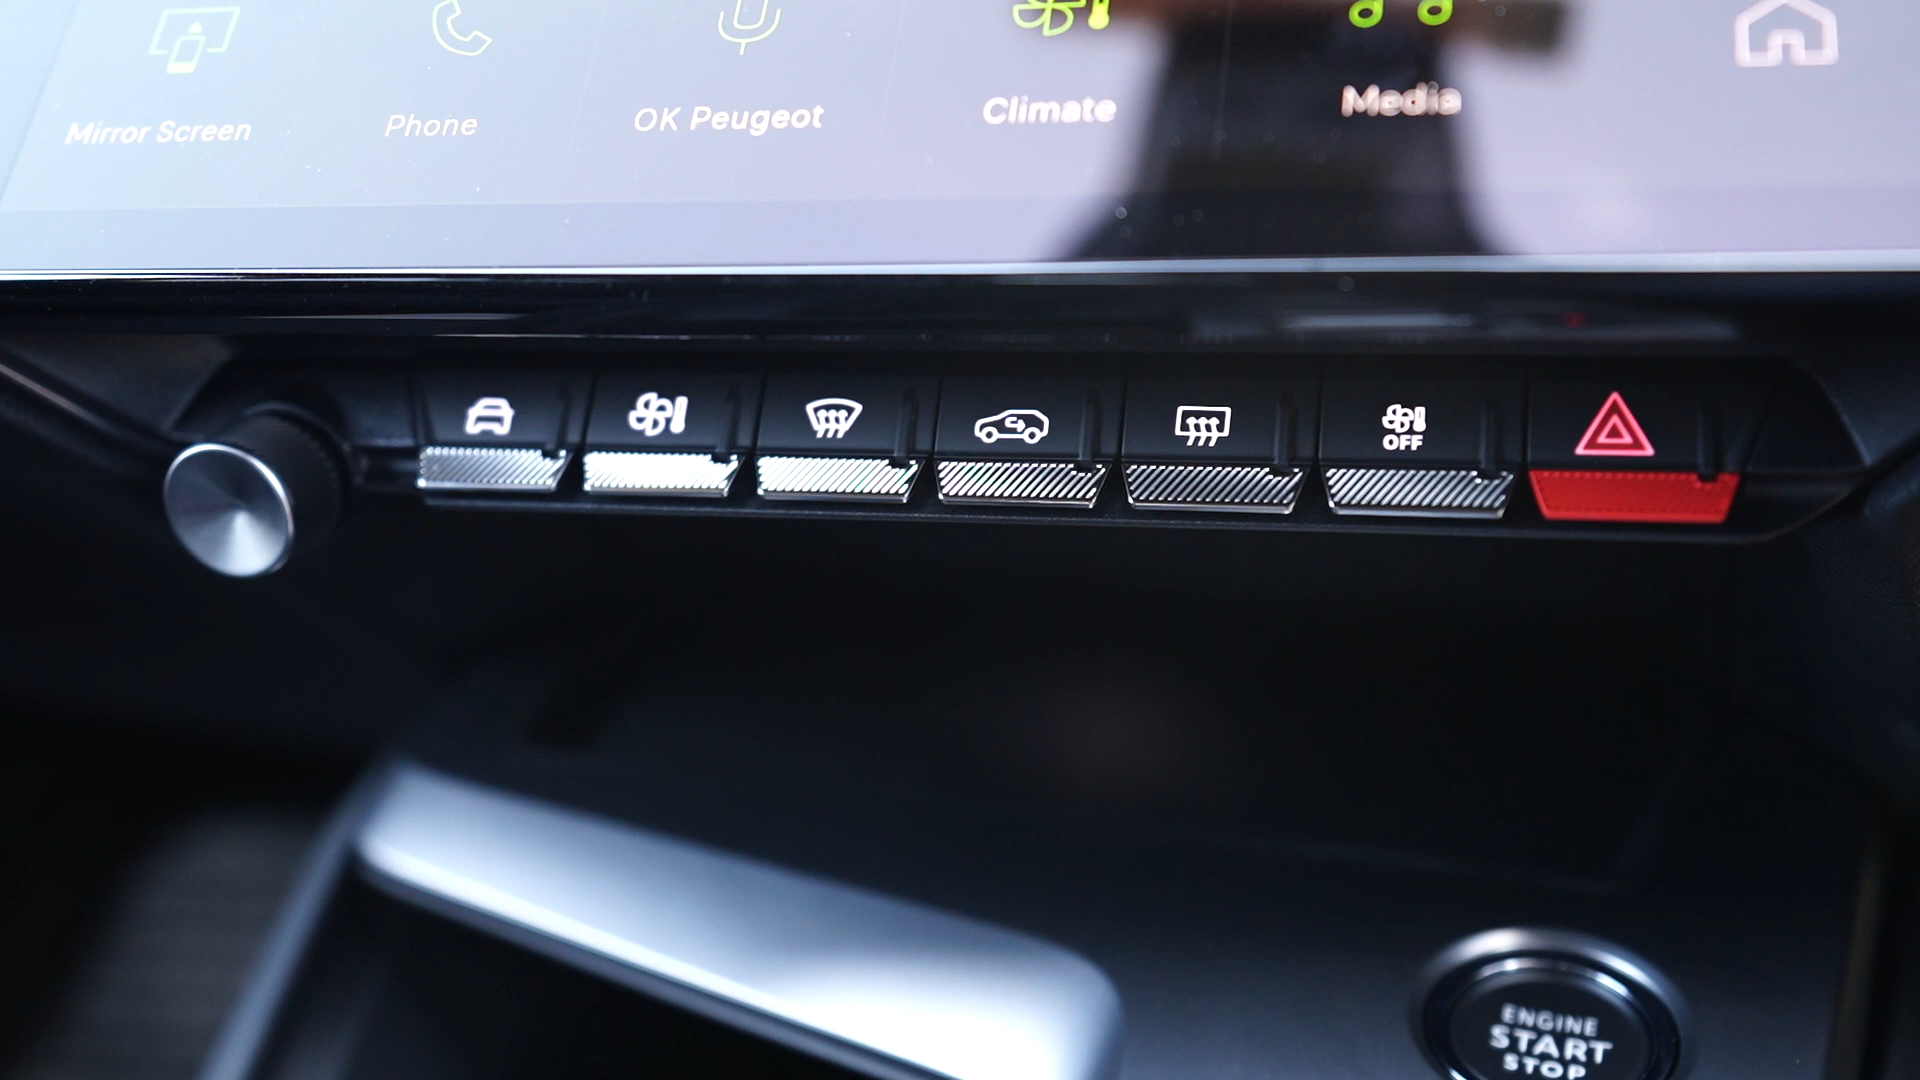 Mirror Screen
Phone
OK Peugeot
Climate
Media
OFF
ENGINE
START
STOP